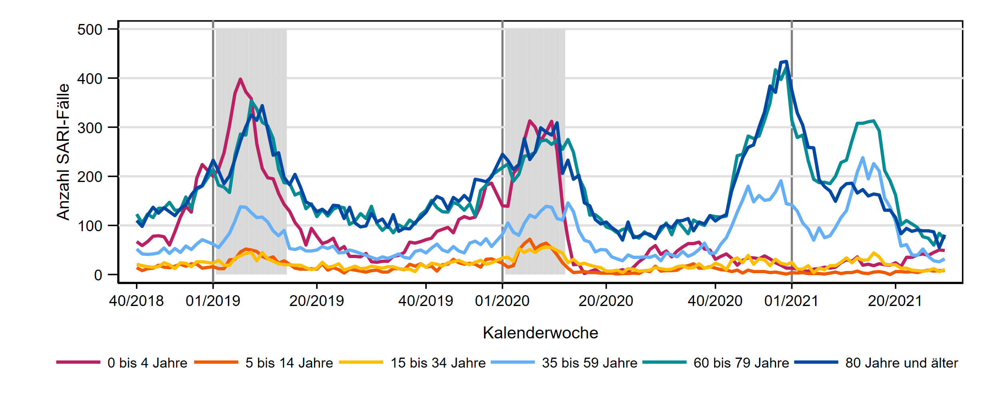 Anzahl SARI-Fälle
500
400
300
200
100
0
40/2018 01/2019 20/2019 40/2019 01/2020 20/2020 40/2020 01/2021 20/2021
Kalenderwoche
0 bis 4 Jahre 5 bis 14 Jahre 15 bis 34 Jahre 35 bis 59 Jahre 60 bis 79 Jahre 80 Jahre und älter